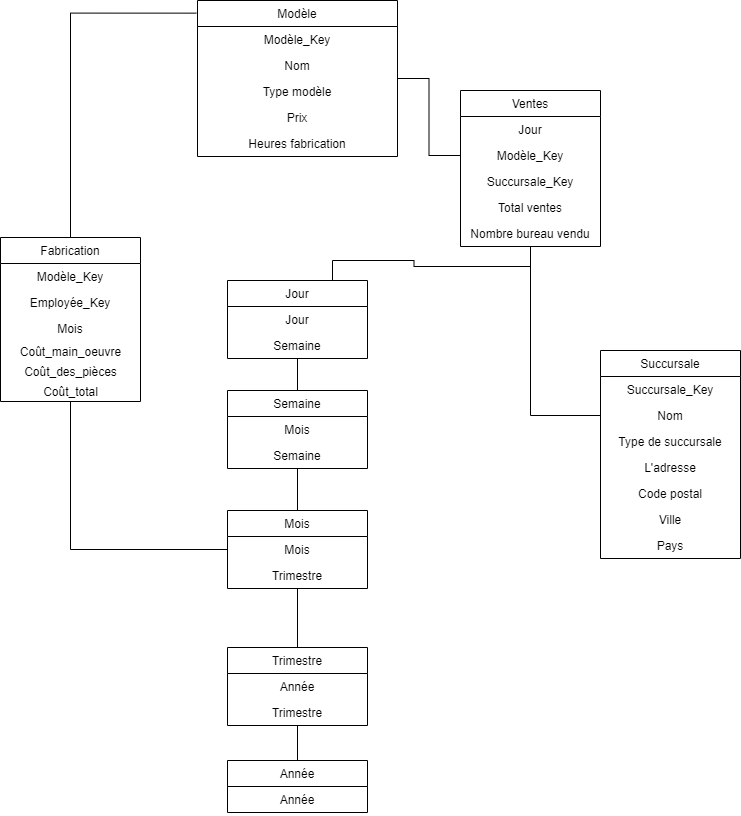 Modèle
Modèle_Key
Nom
Type modèle
Prix
Heures fabrication
Ventes
Jour
Modèle_Key
Succursale_Key
Total ventes
Nombre bureau vendu
Fabrication
Modèle_Key
Employée_Key
Mois
Coût_main_oeuvre
Coût_des_pièces
Coût_total
Jour
Jour
Semaine
Semaine
Mois
Semaine
Succursale
Succursale_Key
Nom
Type de succursale
L'adresse
Code postal
Ville
Pays
Mois
Mois
Trimestre
Trimestre
Année
Trimestre
Année
Année